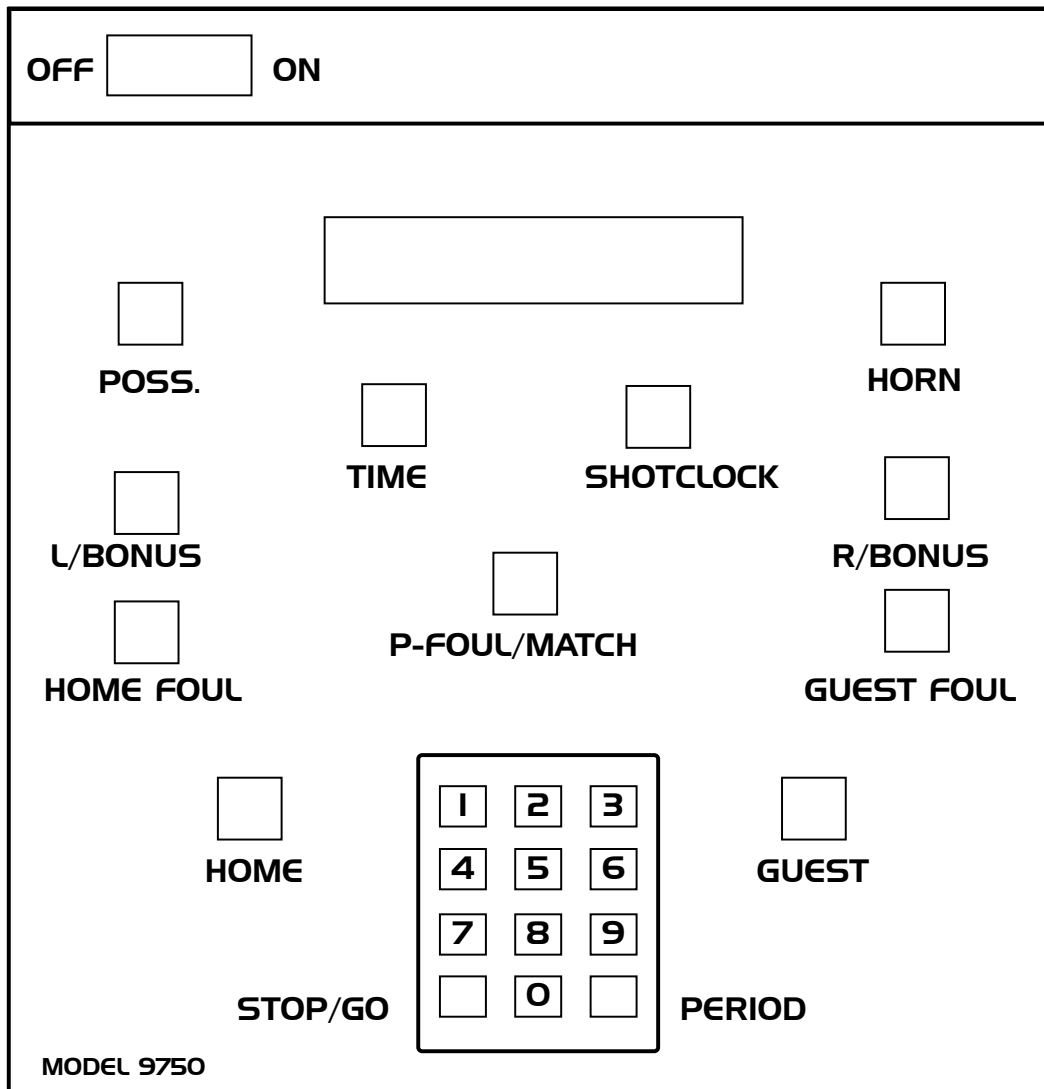 OFF ON
POSS.
HORN
TIME
SHOTCLOCK
L/BONUS
R/BONUS
P-FOUL/MATCH
HOME FOUL
GUEST FOUL
1 2 3
HOME
4 5 6
GUEST
7 8 9
STOP/GO
0
PERIOD
MODEL 9750